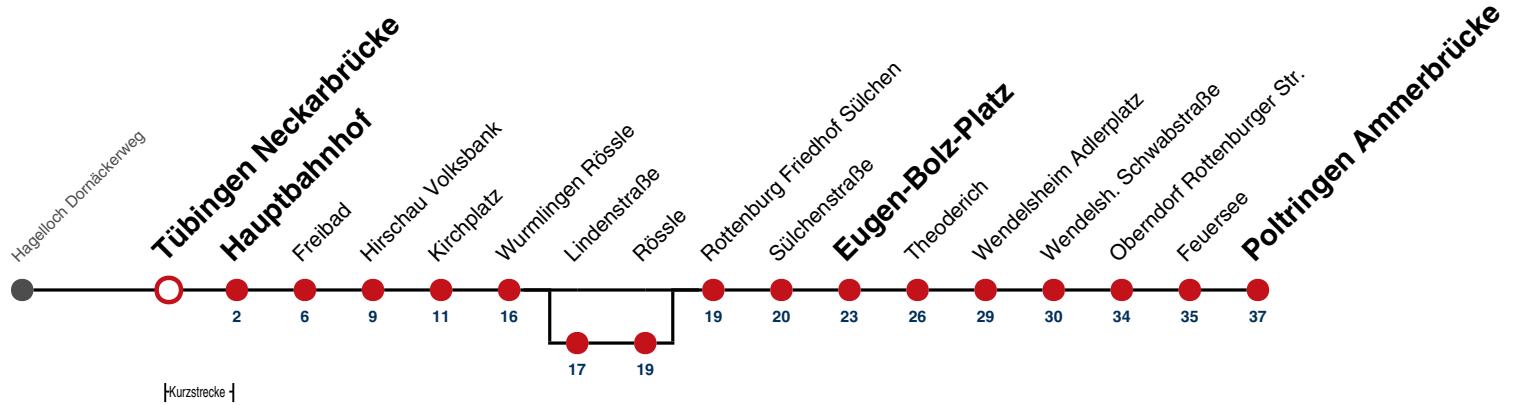 Hagelloch Dornäckerweg
Tübingen Neckarbrücke
Hauptbahnhof
Freibad
Hirschau Volksbank
Kirchplatz
Wurmlingen Rössle
Lindenstraße
Rössle
Rottenburg Friedhof Sülchen
Sülchenstraße
Eugen-Bolz-Platz
Theoderich
Wendelsheim Adlerplatz
Wendelsh. Schwabstraße
Oberndorf Rottenburger Str.
Feuersee
Poltringen Ammerbrücke
2 6 9 11 16 19 20 23 26 29 30 34 35 37
17 19
Kurzstrecke